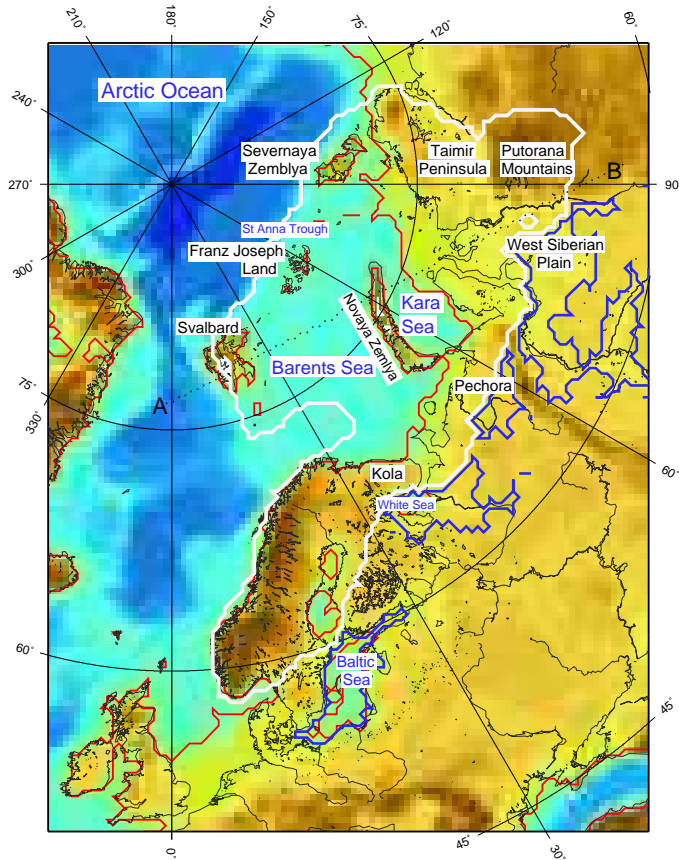 210°
180°
150°
75°
120°
60°
Arctic Ocean
240°
Severnaya
Zemblya
Taimir
Peninsula
Putorana
Mountains
B
270°
90
St Anna Trough
Franz Joseph
Land
West Siberian
Plain
300°
Kara
Sea
Novaya Zemlya
Svalbard
Barents Sea
Pechora
75°
A
330°
Kola
60°
White Sea
60°
Baltic
Sea
45°
0°
45°
30°